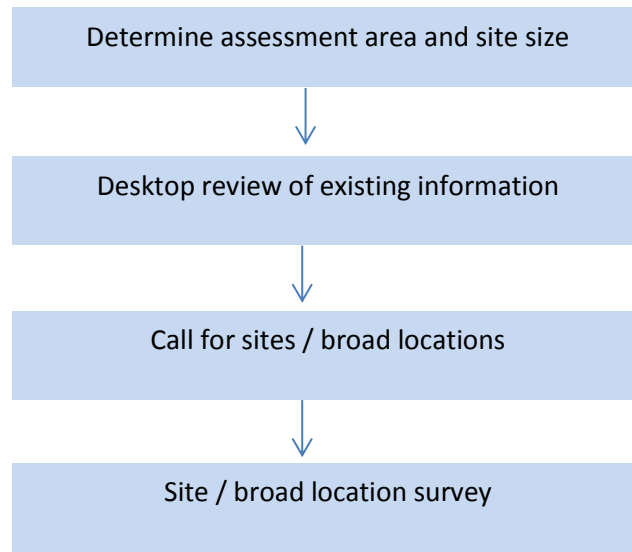 Determine assessment area and site size
Desktop review of existing information
Call for sites / broad locations
Site / broad location survey